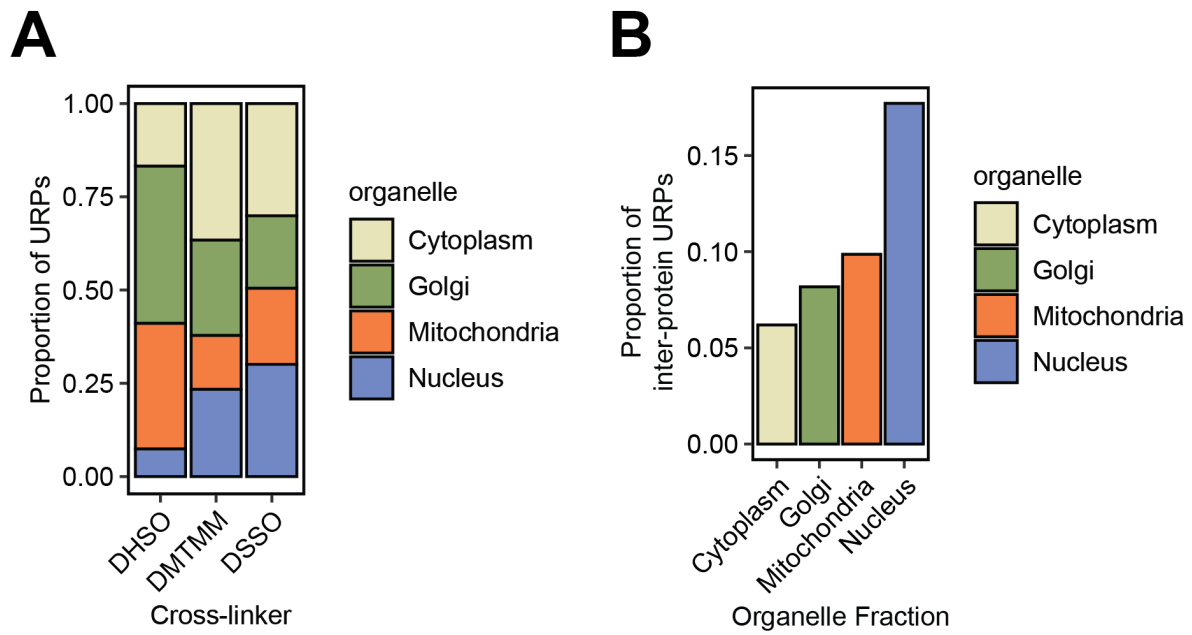 A
Proportion of URPs
1.00
0.75
0.50
0.25
0.00
DHSO
DMTMM
DSSO
Cross-linker
organelle
Cytoplasm
Golgi
Mitochondria
Nucleus
B
Proportion of
inter-protein URPs
0.15
0.10
0.05
0.00
Cytoplasm
Golgi
Mitochondria
Nucleus
Organelle Fraction
organelle
Cytoplasm
Golgi
Mitochondria
Nucleus